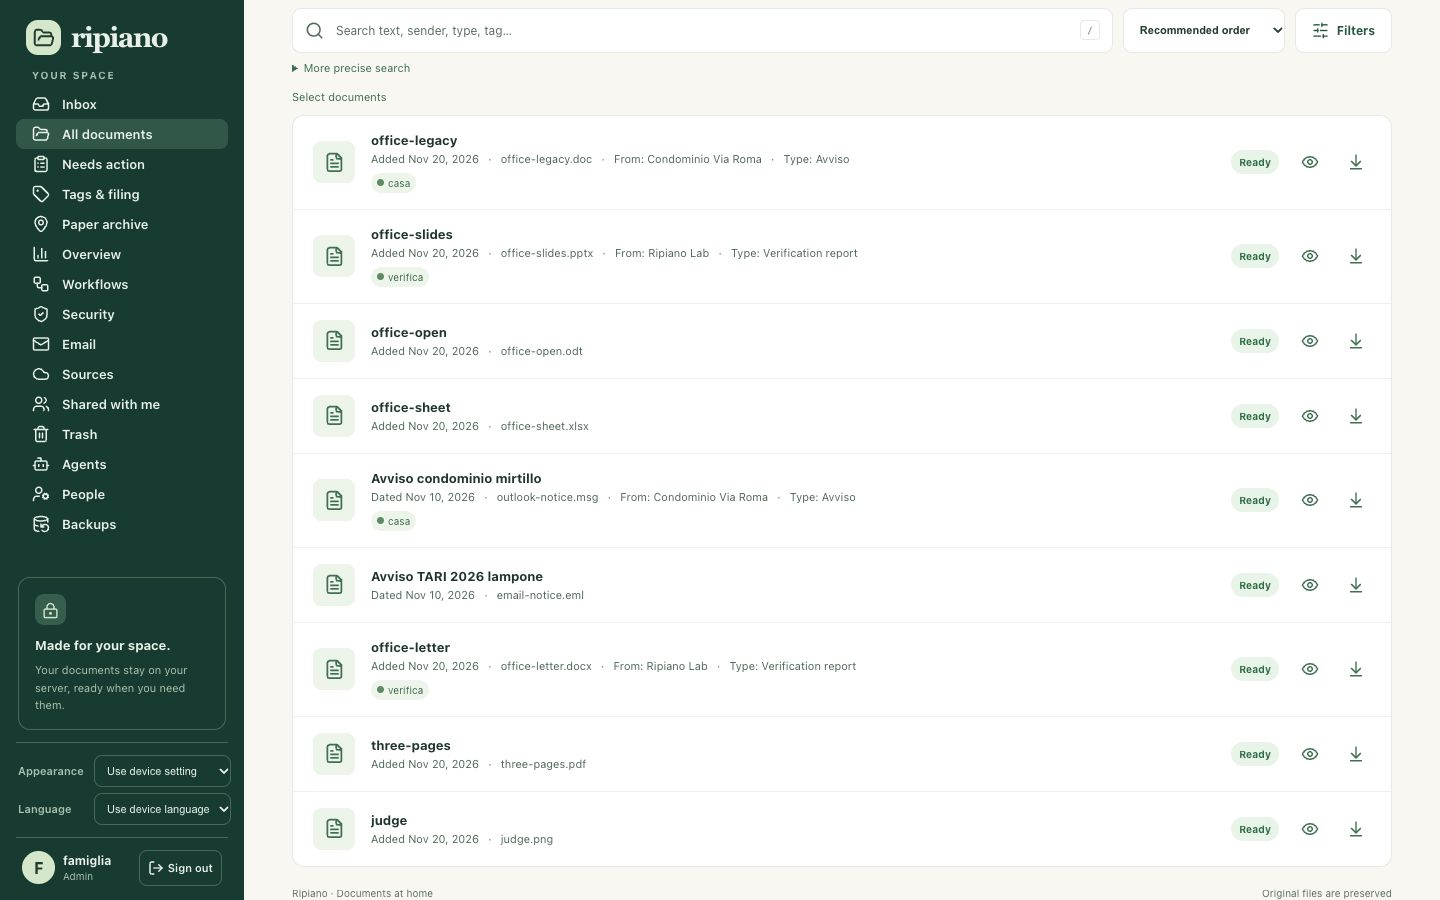 ripiano
YOUR SPACE
Inbox
All documents
Needs action
Tags & filing
Paper archive
Overview
Workflows
Security
Email
Sources
Shared with me
Trash
Agents
People
Backups
Made for your space.
Your documents stay on your
server, ready when you need
them.
Appearance Use device setting
Language Use device language
F famiglia
Admin
Sign out
Search text, sender, type, tag... /
Recommended order
Filters
More precise search
Select documents
office-legacy
Added Nov 20, 2026 · office-legacy.doc · From: Condominio Via Roma · Type: Avviso
casa
Ready
office-slides
Added Nov 20, 2026 · office-slides.pptx · From: Ripiano Lab · Type: Verification report
verifica
Ready
office-open
Added Nov 20, 2026 · office-open.odt
Ready
office-sheet
Added Nov 20, 2026 · office-sheet.xlsx
Ready
Avviso condominio mirtillo
Dated Nov 10, 2026 · outlook-notice.msg · From: Condominio Via Roma · Type: Avviso
casa
Ready
Avviso TARI 2026 lampone
Dated Nov 10, 2026 · email-notice.eml
Ready
office-letter
Added Nov 20, 2026 · office-letter.docx · From: Ripiano Lab · Type: Verification report
verifica
Ready
three-pages
Added Nov 20, 2026 · three-pages.pdf
Ready
judge
Added Nov 20, 2026 · judge.png
Ready
Ripiano · Documents at home
Original files are preserved